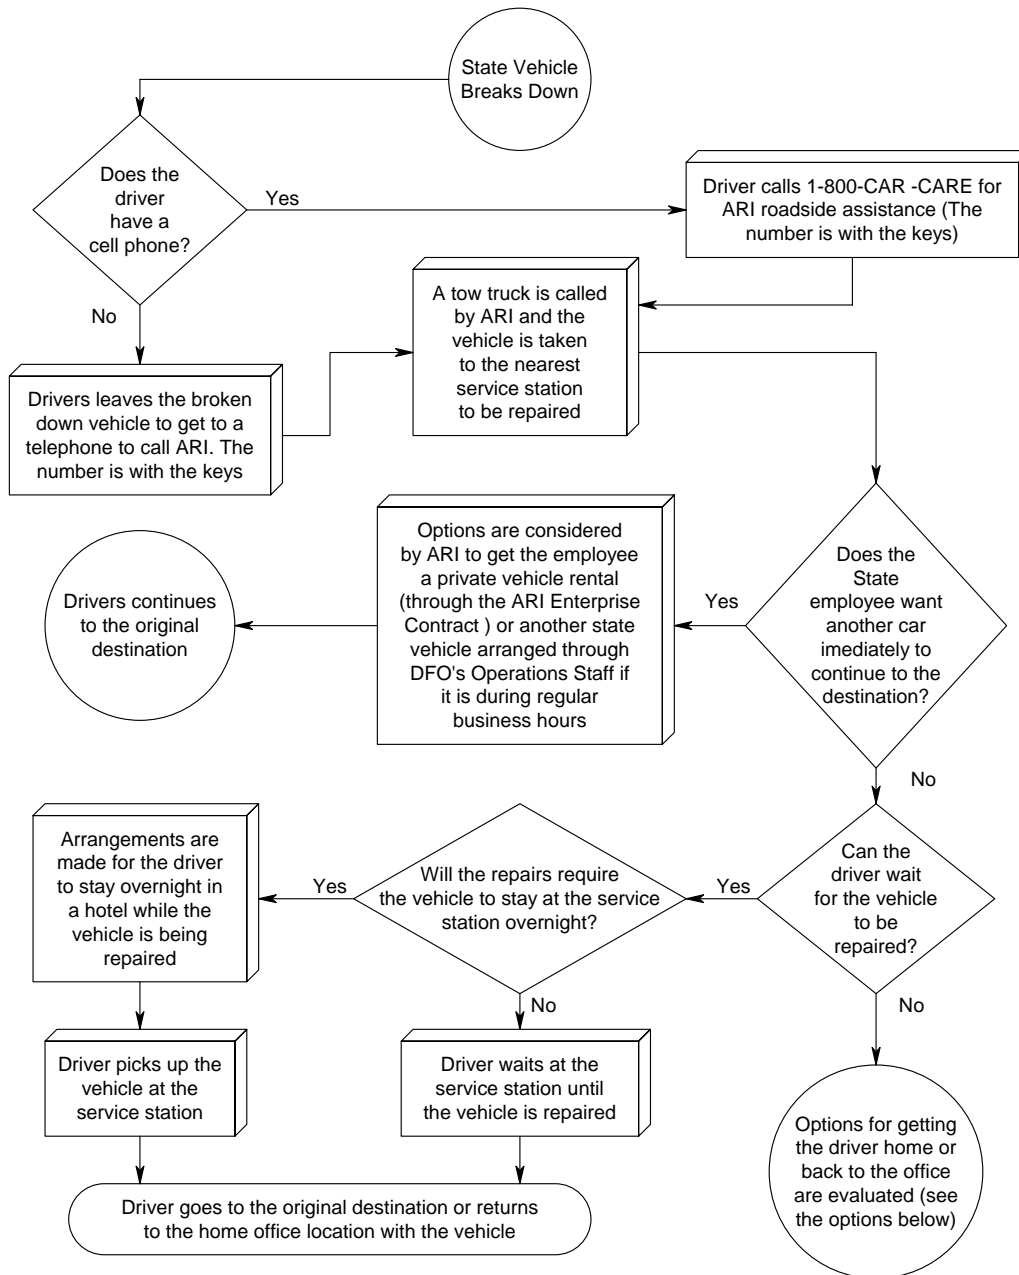 State Vehicle
Breaks Down
Does the
driver
have a
cell phone?
Yes
Driver calls 1-800-CAR -CARE for
ARI roadside assistance (The
number is with the keys)
No
A tow truck is called
by ARI and the
vehicle is taken
to the nearest
service station
to be repaired
Drivers leaves the broken
down vehicle to get to a
telephone to call ARI. The
number is with the keys
Does the
State
employee want
another car
imediately to
continue to the
destination?
Yes
Options are considered
by ARI to get the employee
a private vehicle rental
(through the ARI Enterprise
Contract ) or another state
vehicle arranged through
DFO's Operations Staff if
it is during regular
business hours
Drivers continues
to the original
destination
No
Can the
driver wait
for the vehicle
to be
repaired?
Yes
Will the repairs require
the vehicle to stay at the service
station overnight?
Yes
Arrangements are
made for the driver
to stay overnight in
a hotel while the
vehicle is being
repaired
No
No
Driver picks up the
vehicle at the
service station
Driver waits at the
service station until
the vehicle is repaired
Options for getting
the driver home or
back to the office
are evaluated (see
the options below)
Driver goes to the original destination or returns
to the home office location with the vehicle